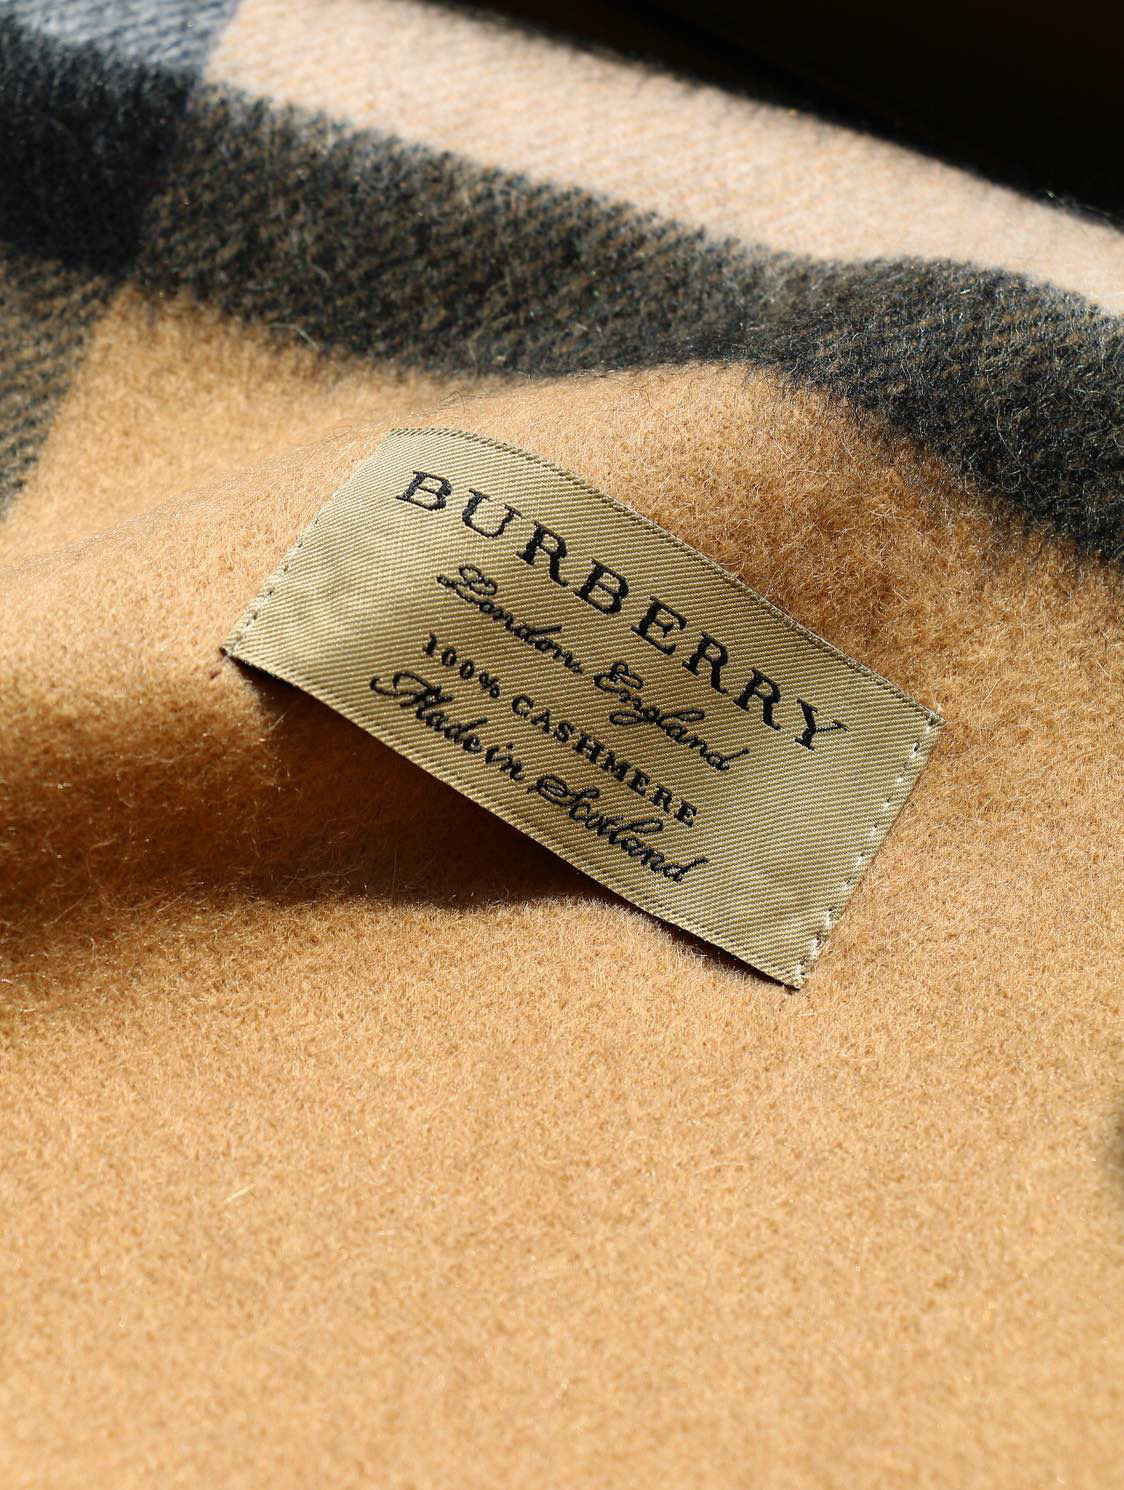 BURBERRY
London, England
100% CASHMERE
Made in Scotland